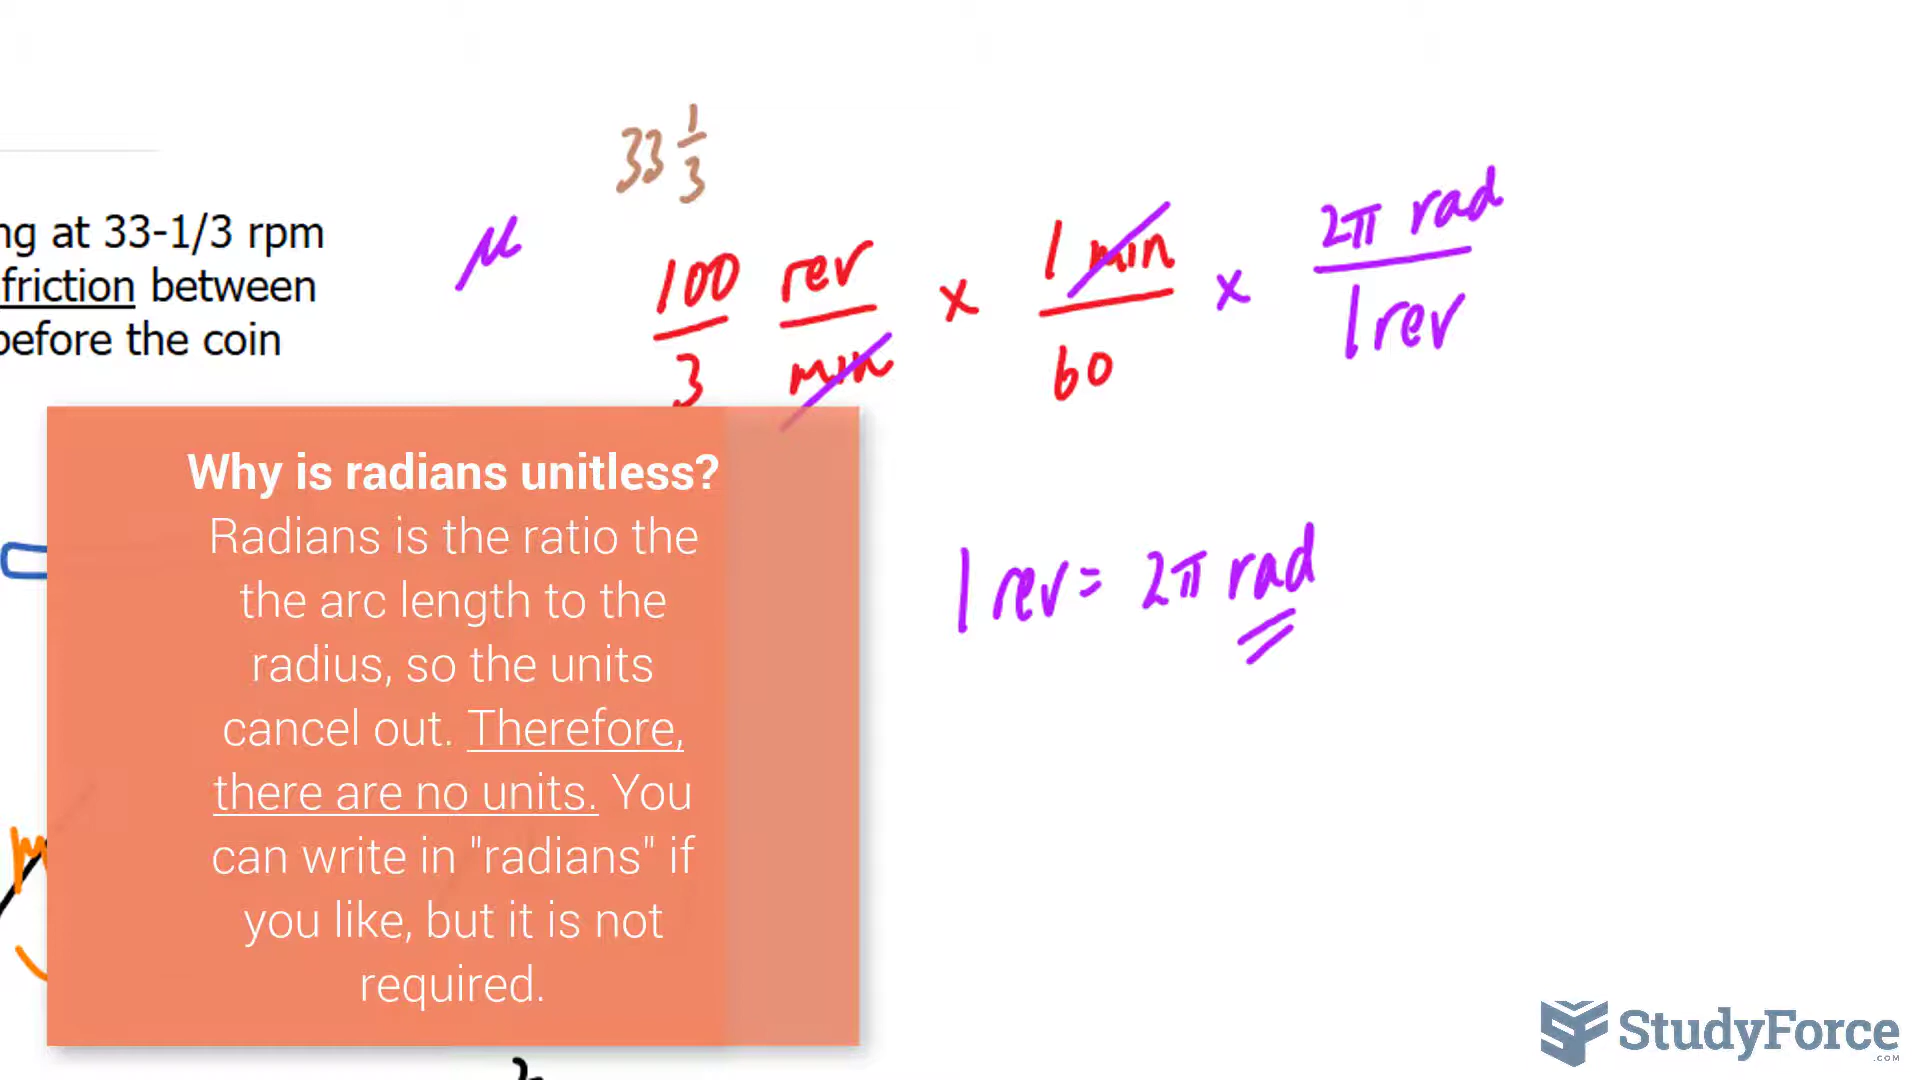 33 1/3
ng at 33-1/3 rpm
friction between
before the coin
μ
100/3 rev/min × 1 min/60 × 2π rad/1 rev
Why is radians unitless?
Radians is the ratio the
the arc length to the
radius, so the units
cancel out. Therefore,
there are no units. You
can write in "radians" if
you like, but it is not
required.
1 rev = 2π rad
m
StudyForce
.COM